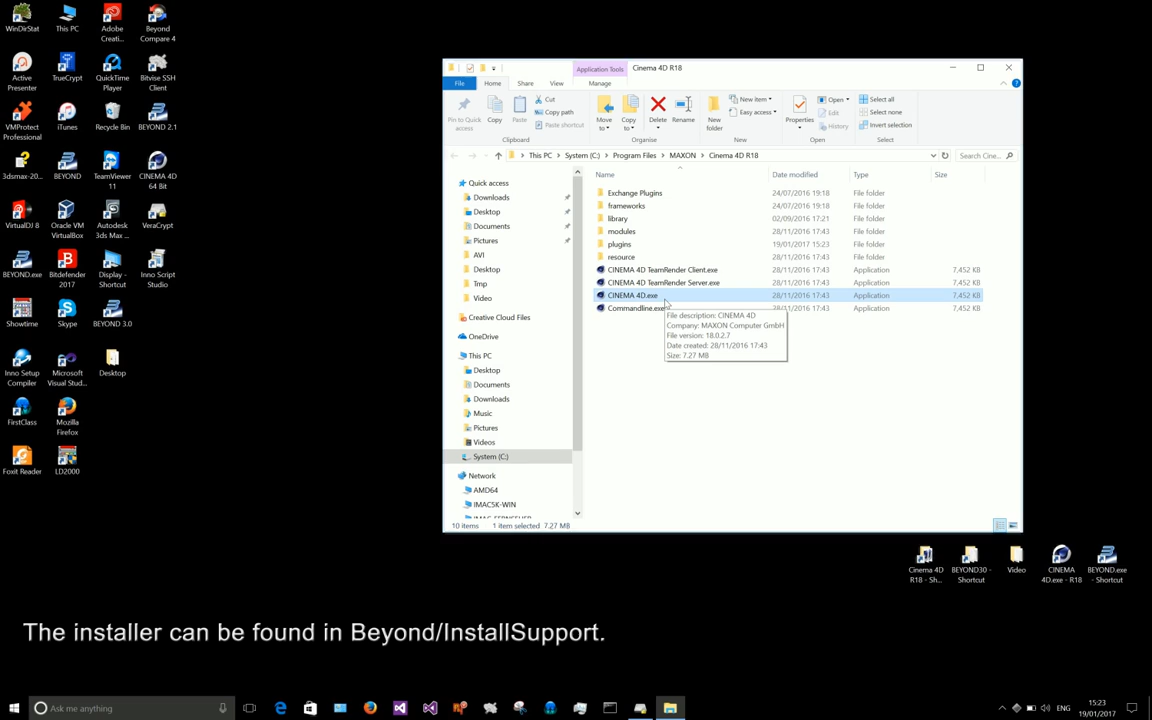 WinDirStat
This PC
Adobe Creati...
Beyond Compare 4
Active Presenter
TrueCrypt
QuickTime Player
Bitvise SSH Client
VMProtect Professional
iTunes
Recycle Bin
BEYOND 2.1
3dsmax-20...
BEYOND
TeamViewer 11
CINEMA 4D 64 Bit
VirtualDJ 8
Oracle VM VirtualBox
Autodesk 3ds Max ...
VeraCrypt
BEYOND.exe
Bitdefender 2017
Display - Shortcut
Inno Script Studio
Showtime
Skype
BEYOND 3.0
Inno Setup Compiler
Microsoft Visual Stud...
Desktop
FirstClass
Mozilla Firefox
Foxit Reader
LD2000
Application Tools
Cinema 4D R18
File
Home
Share
View
Manage
Pin to Quick access
Copy
Paste
Cut
Copy path
Paste shortcut
Clipboard
Move to
Copy to
Delete
Rename
Organise
New folder
New item
Easy access
New
Properties
Open
Edit
History
Open
Select all
Select none
Invert selection
Select
This PC
System (C:)
Program Files
MAXON
Cinema 4D R18
Search Cine...
Name
Date modified
Type
Size
Quick access
Downloads
Desktop
Documents
Pictures
AVI
Desktop
Tmp
Video
Creative Cloud Files
OneDrive
This PC
Desktop
Documents
Downloads
Music
Pictures
Videos
System (C:)
Network
AMD64
IMAC5K-WIN
Exchange Plugins 24/07/2016 19:18 File folder
frameworks 24/07/2016 19:18 File folder
library 02/09/2016 17:21 File folder
modules 28/11/2016 17:43 File folder
plugins 19/01/2017 15:23 File folder
resource 28/11/2016 17:43 File folder
CINEMA 4D TeamRender Client.exe 28/11/2016 17:43 Application 7,452 KB
CINEMA 4D TeamRender Server.exe 28/11/2016 17:43 Application 7,452 KB
CINEMA 4D.exe 28/11/2016 17:43 Application 7,452 KB
Commandline.exe 28/11/2016 17:43 Application 7,452 KB
File description: CINEMA 4D
Company: MAXON Computer GmbH
File version: 18.0.2.7
Date created: 28/11/2016 17:43
Size: 7.27 MB
10 items
1 item selected 7.27 MB
Cinema 4D R18 - Sh...
BEYOND30 - Shortcut
Video
CINEMA 4D.exe - R18
BEYOND.exe - Shortcut
The installer can be found in Beyond/InstallSupport.
Ask me anything
ENG
15:23
19/01/2017